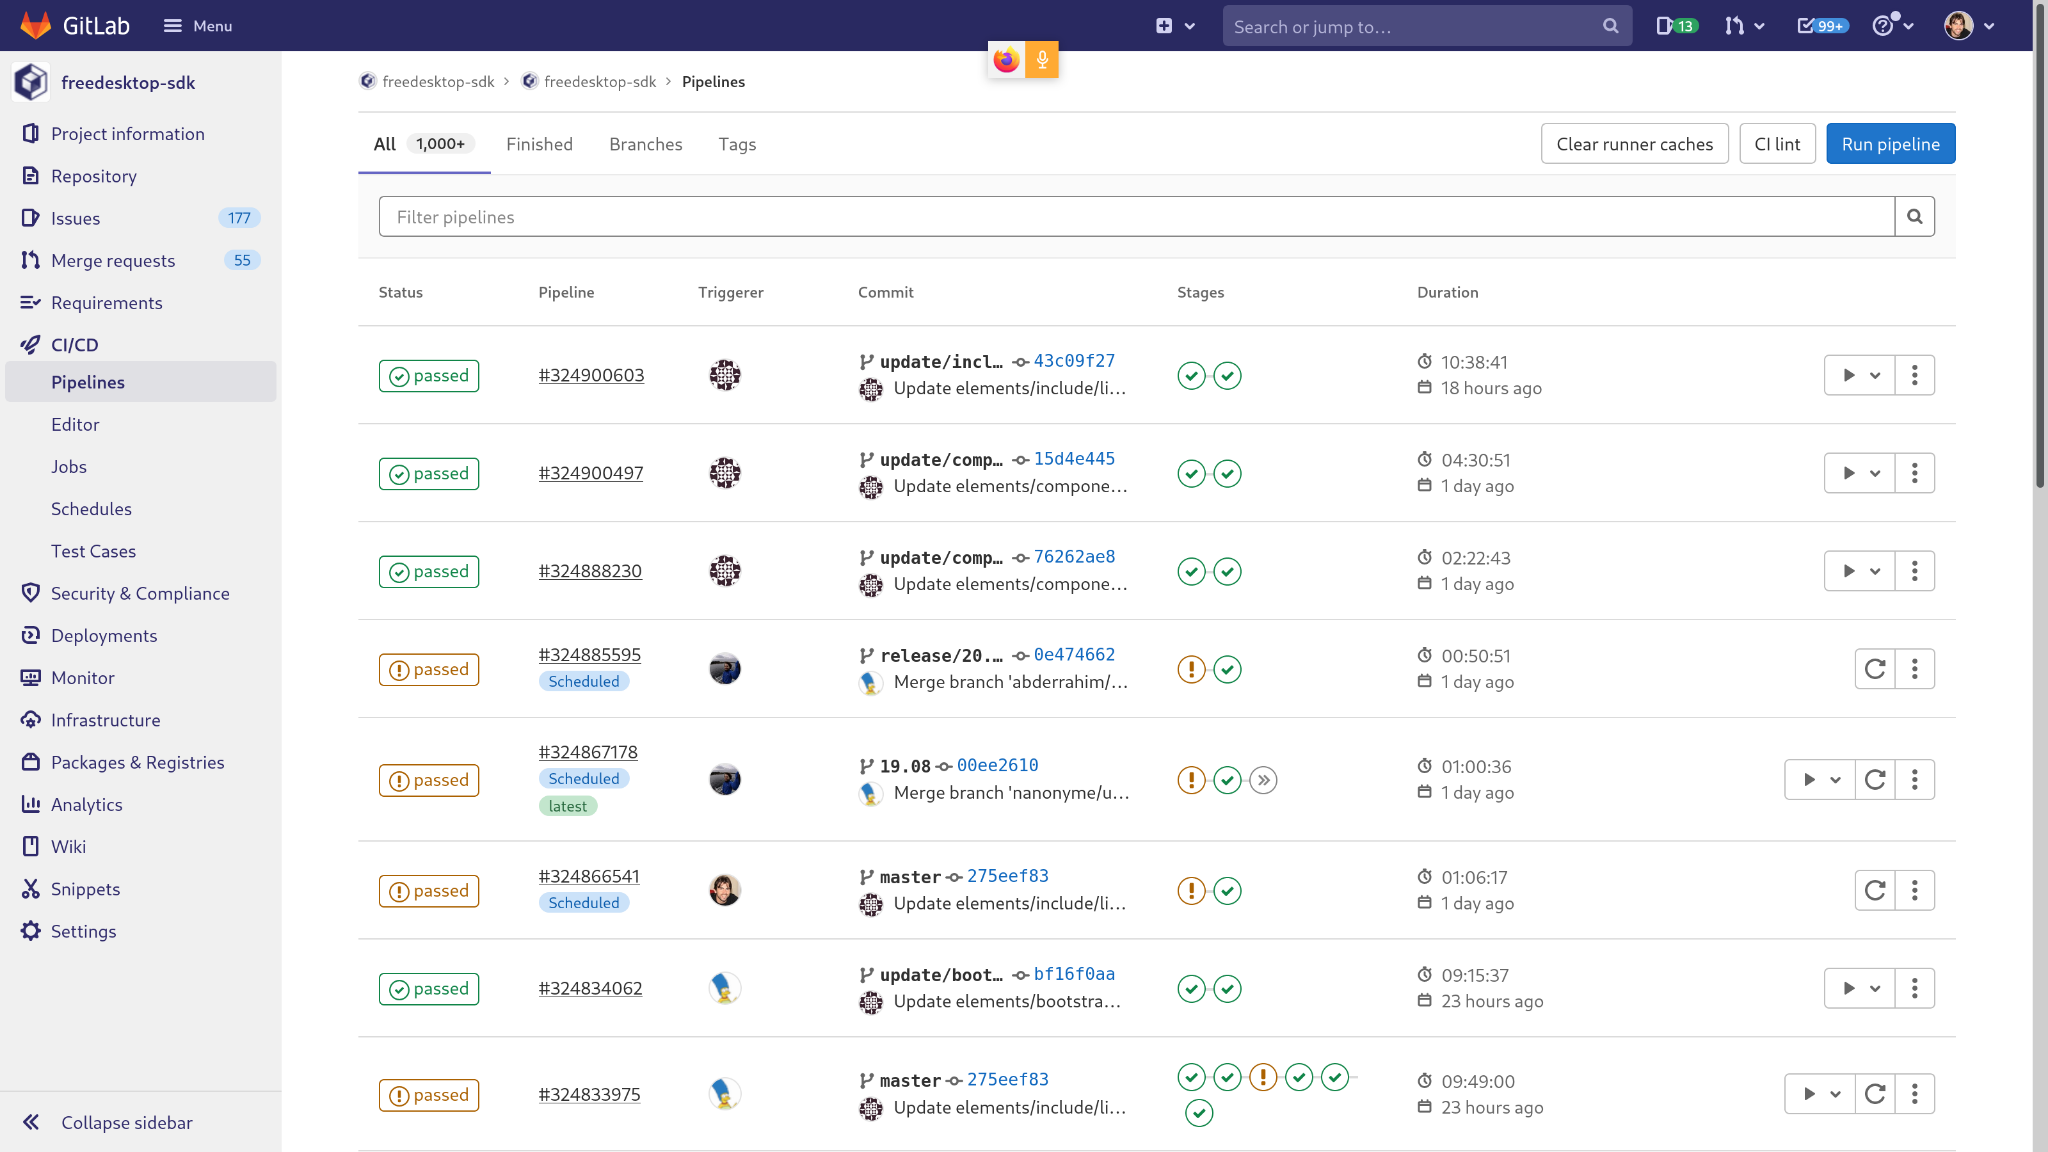 GitLab
Menu
Search or jump to...
13
99+
freedesktop-sdk
Project information
Repository
Issues
177
Merge requests
55
Requirements
CI/CD
Pipelines
Editor
Jobs
Schedules
Test Cases
Security & Compliance
Deployments
Monitor
Infrastructure
Packages & Registries
Analytics
Wiki
Snippets
Settings
Collapse sidebar
freedesktop-sdk > freedesktop-sdk > Pipelines
All 1,000+ Finished Branches Tags
Clear runner caches
CI lint
Run pipeline
Filter pipelines
Status Pipeline Triggerer Commit Stages Duration
passed #324900603 update/incl... 43c09f27 10:38:41
Update elements/include/li... 18 hours ago
passed #324900497 update/comp... 15d4e445 04:30:51
Update elements/compone... 1 day ago
passed #324888230 update/comp... 76262ae8 02:22:43
Update elements/compone... 1 day ago
passed #324885595 release/20.... 0e474662 00:50:51
Scheduled Merge branch 'abderrahim/... 1 day ago
passed #324867178 19.08 00ee2610 01:00:36
Scheduled Merge branch 'nanonyme/u... 1 day ago
latest
passed #324866541 master 275eef83 01:06:17
Scheduled Update elements/include/li... 1 day ago
passed #324834062 update/boot... bf16f0aa 09:15:37
Update elements/bootstra... 23 hours ago
passed #324833975 master 275eef83 09:49:00
Update elements/include/li... 23 hours ago